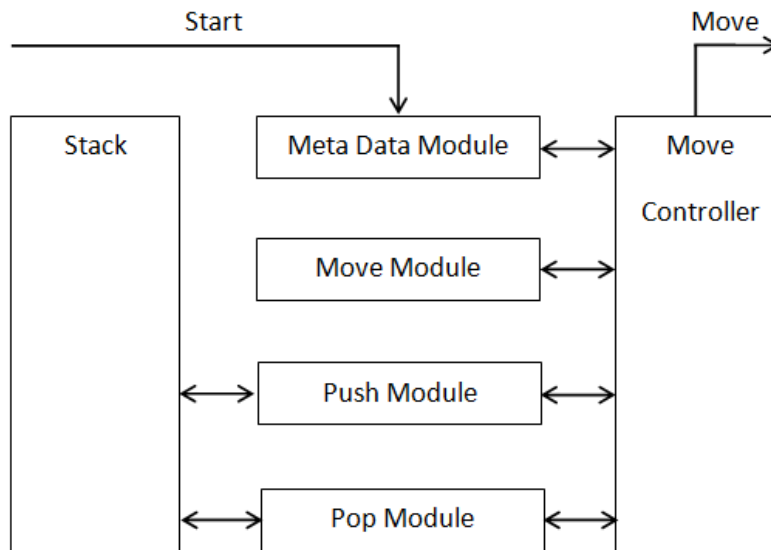 Start
Move
Stack
Meta Data Module
Move
Controller
Move Module
Push Module
Pop Module